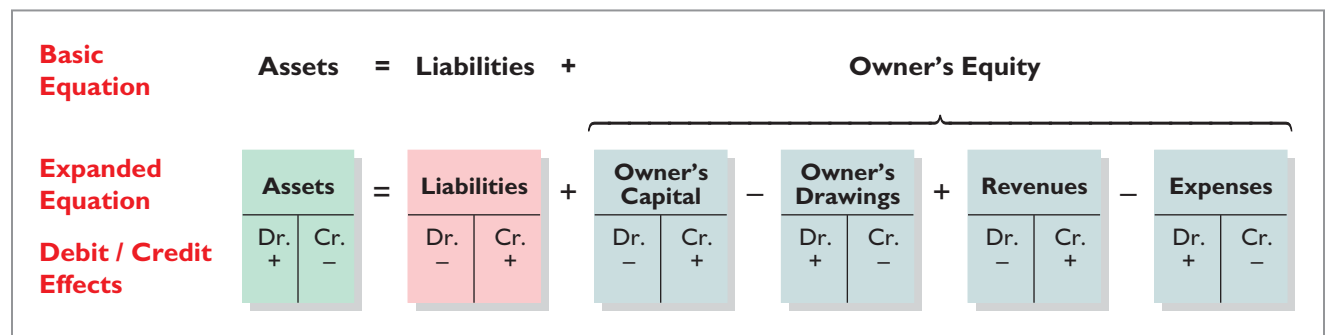 Basic
Equation
Assets = Liabilities + Owner's Equity
Expanded
Equation
Assets = Liabilities + Owner's
Capital – Owner's
Drawings + Revenues – Expenses
Debit / Credit
Effects
Dr. Cr. Dr. Cr. Dr. Cr. Dr. Cr. Dr. Cr. Dr. Cr.
+ – – + – + + – – + + –